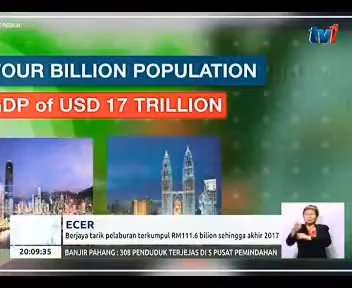 tv1
FOUR BILLION POPULATION
GDP of USD 17 TRILLION
ECER
Berjaya tarik pelaburan terkumpul RM111.6 bilion sehingga akhir 2017
20:09:35
BANJIR PAHANG : 308 PENDUDUK TERJEJAS DI 5 PUSAT PEMINDAHAN